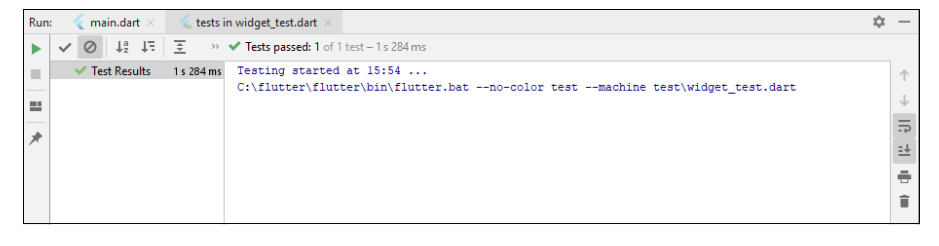 Run: main.dart × tests in widget_test.dart ×
» Tests passed: 1 of 1 test – 1 s 284 ms
Test Results 1 s 284 ms
Testing started at 15:54 ...
C:\flutter\flutter\bin\flutter.bat --no-color test --machine test\widget_test.dart